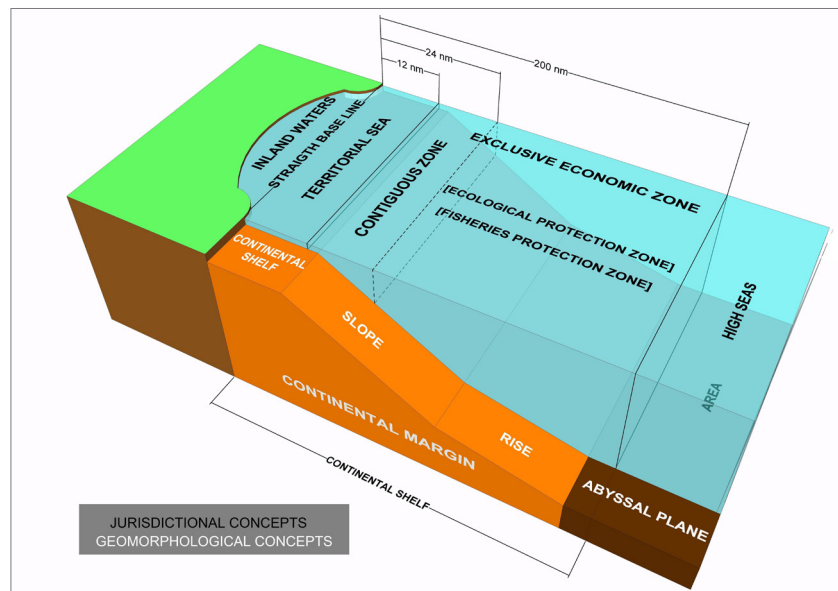 200 nm
24 nm
12 nm
INLAND WATERS
STRAIGTH BASE LINE
TERRITORIAL SEA
CONTIGUOUS ZONE
EXCLUSIVE ECONOMIC ZONE
[ECOLOGICAL PROTECTION ZONE]
[FISHERIES PROTECTION ZONE]
HIGH SEAS
AREA
CONTINENTAL
SHELF
SLOPE
CONTINENTAL MARGIN
RISE
ABYSSAL PLANE
CONTINENTAL SHELF
JURISDICTIONAL CONCEPTS
GEOMORPHOLOGICAL CONCEPTS